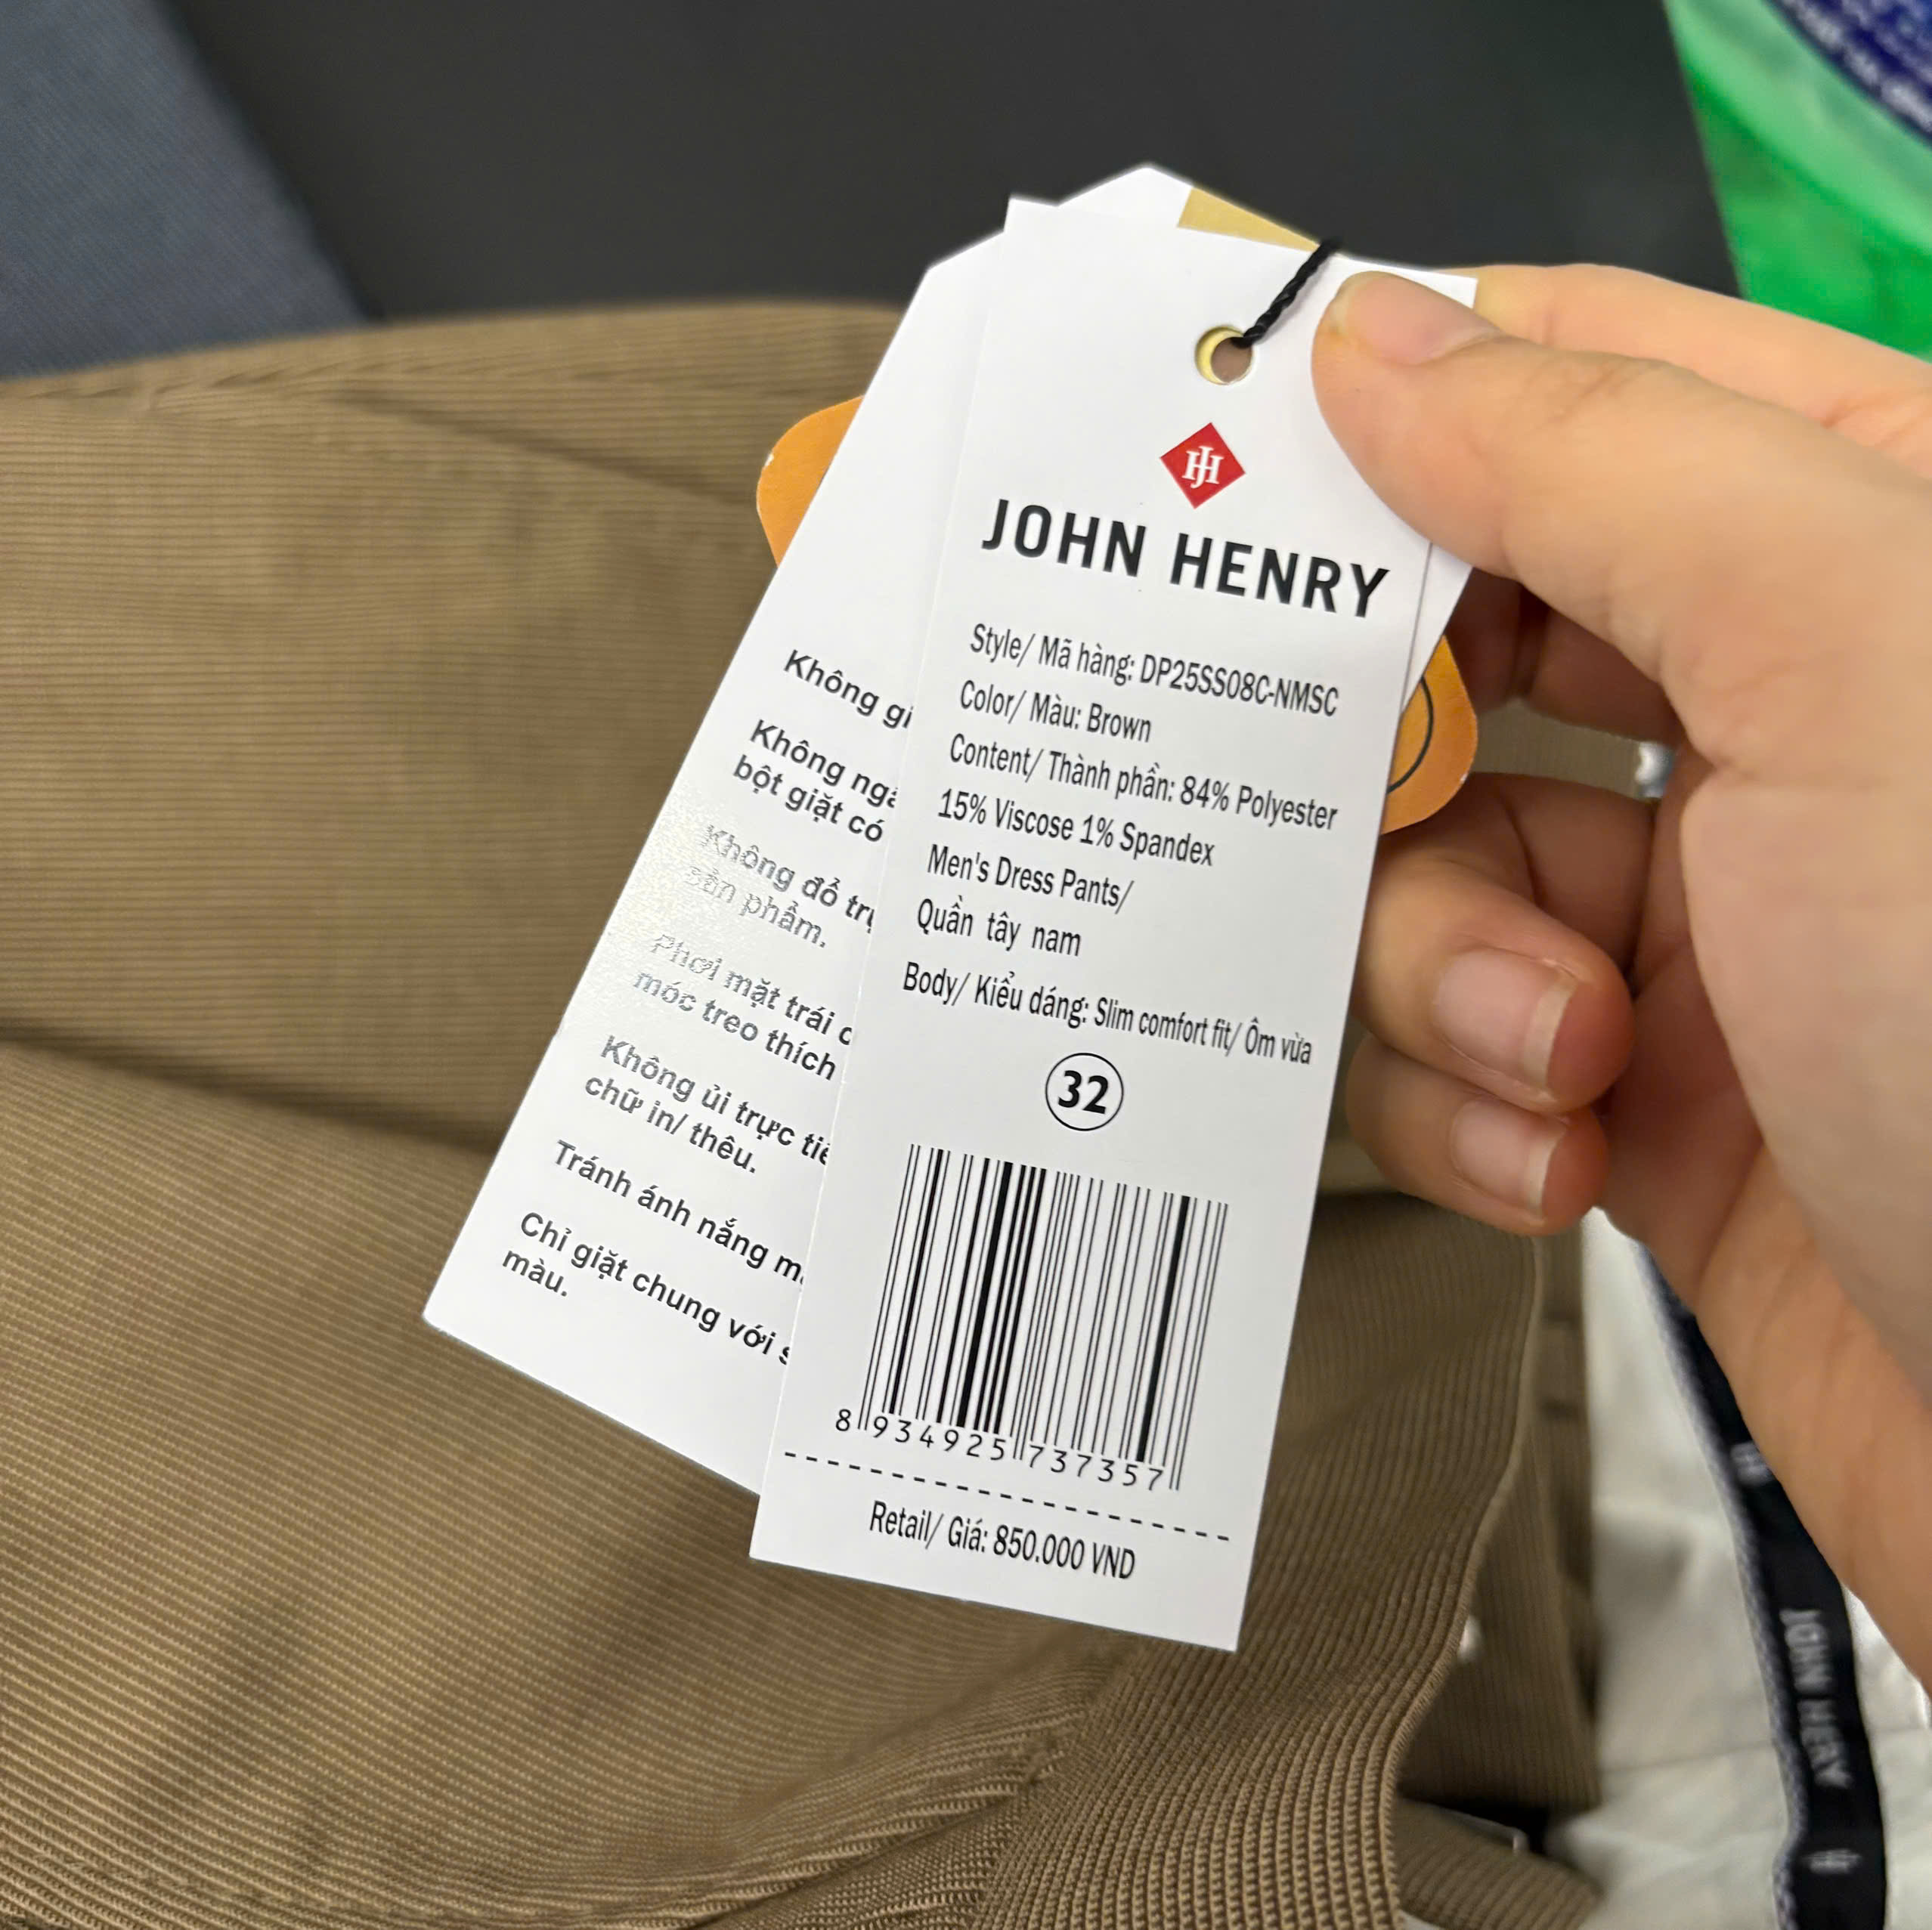 JH
JOHN HENRY
Style/ Mã hàng: DP25SS08C-NMSC
Color/ Màu: Brown
Content/ Thành phần: 84% Polyester
15% Viscose 1% Spandex
Men's Dress Pants/
Quần tây nam
Body/ Kiểu dáng: Slim comfort fit/ Ôm vừa
32
8 934925 737357
Retail/ Giá: 850.000 VND
Không
Không
bột giặt có
Không đổ
sản phẩm.
Phơi mặt trái
móc treo thích
Không ủi trực
chữ in/ thêu.
Tránh ánh nắng
Chỉ giặt chung với
màu.
JOHN HENRY